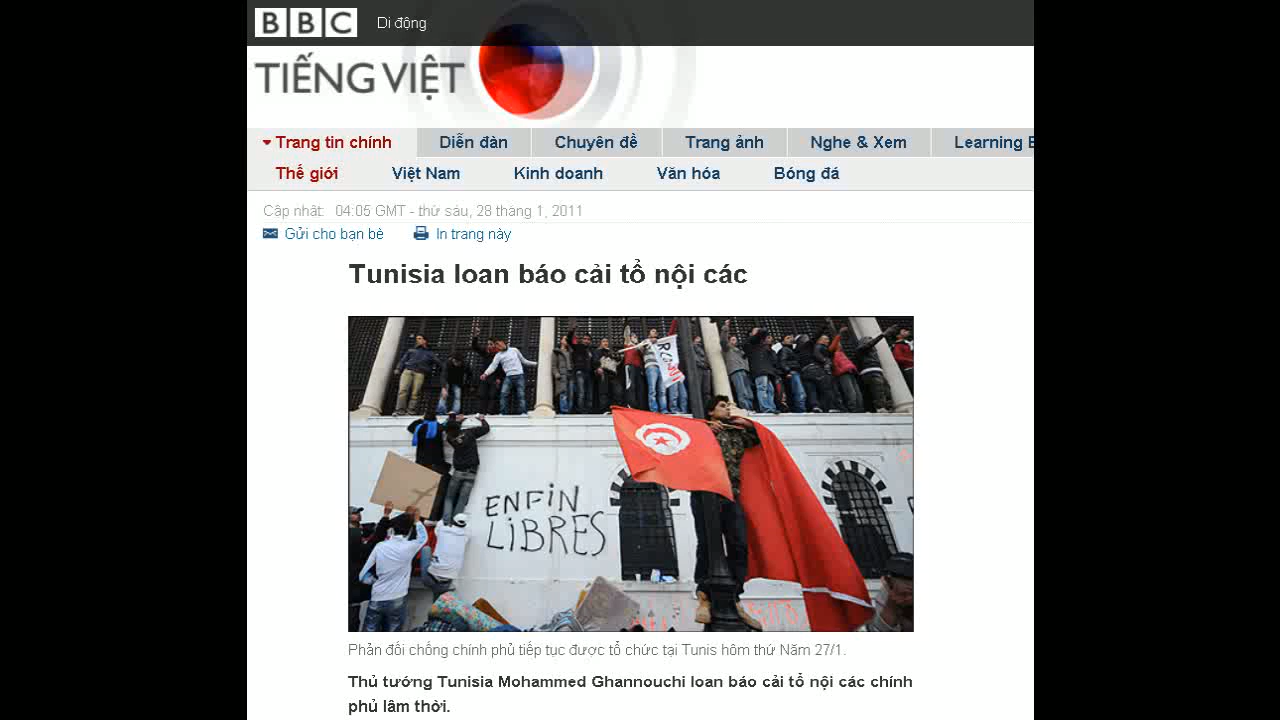 BBC Di động
TIẾNG VIỆT
Trang tin chính Diễn đàn Chuyên đề Trang ảnh Nghe & Xem Learning E
Thế giới Việt Nam Kinh doanh Văn hóa Bóng đá
Cập nhật: 04:05 GMT - thứ sáu, 28 tháng 1, 2011
Gửi cho bạn bè In trang này
Tunisia loan báo cải tổ nội các
ENFIN
LIBRES
Phản đối chống chính phủ tiếp tục được tổ chức tại Tunis hôm thứ Năm 27/1.
Thủ tướng Tunisia Mohammed Ghannouchi loan báo cải tổ nội các chính
phủ lâm thời.